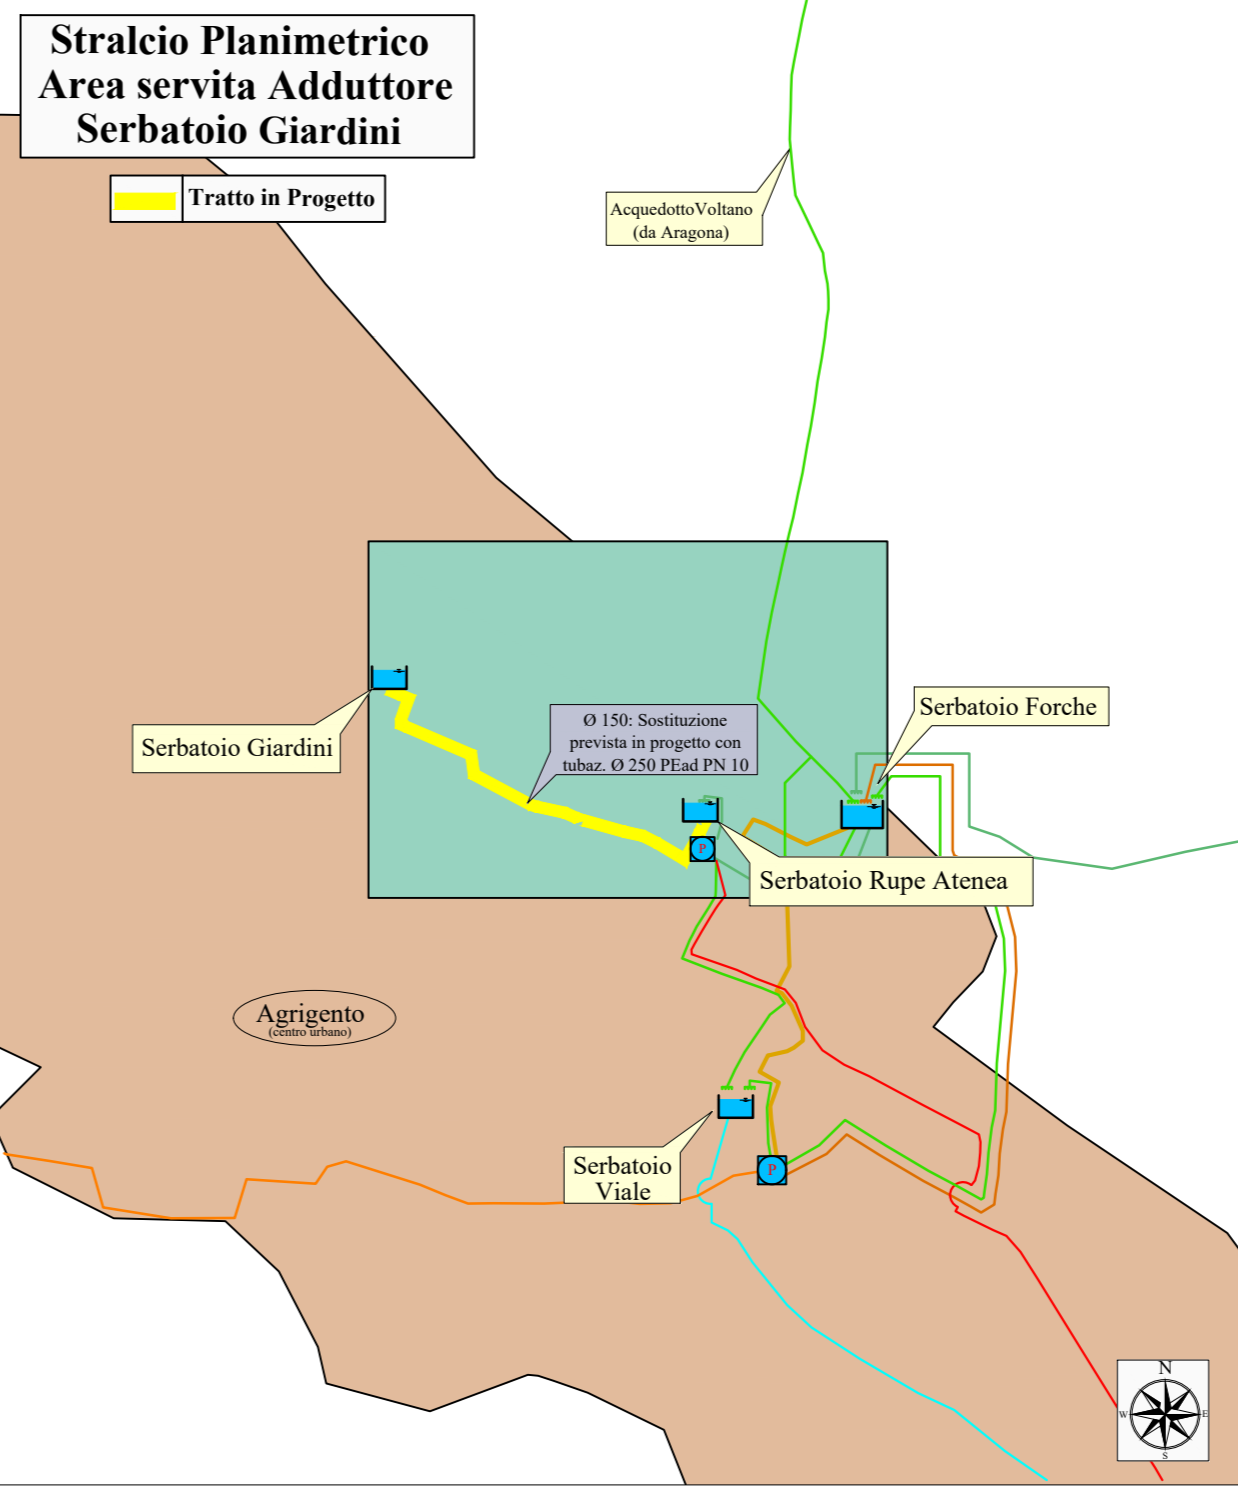 Stralcio Planimetrico
Area servita Adduttore
Serbatoio Giardini
Tratto in Progetto
AcquedottoVoltano
(da Aragona)
Serbatoio Forche
Ø 150: Sostituzione
prevista in progetto con
tubaz. Ø 250 PEad PN 10
Serbatoio Giardini
P
Serbatoio Rupe Atenea
Agrigento
(centro urbano)
Serbatoio
Viale
P
N
W
E
S